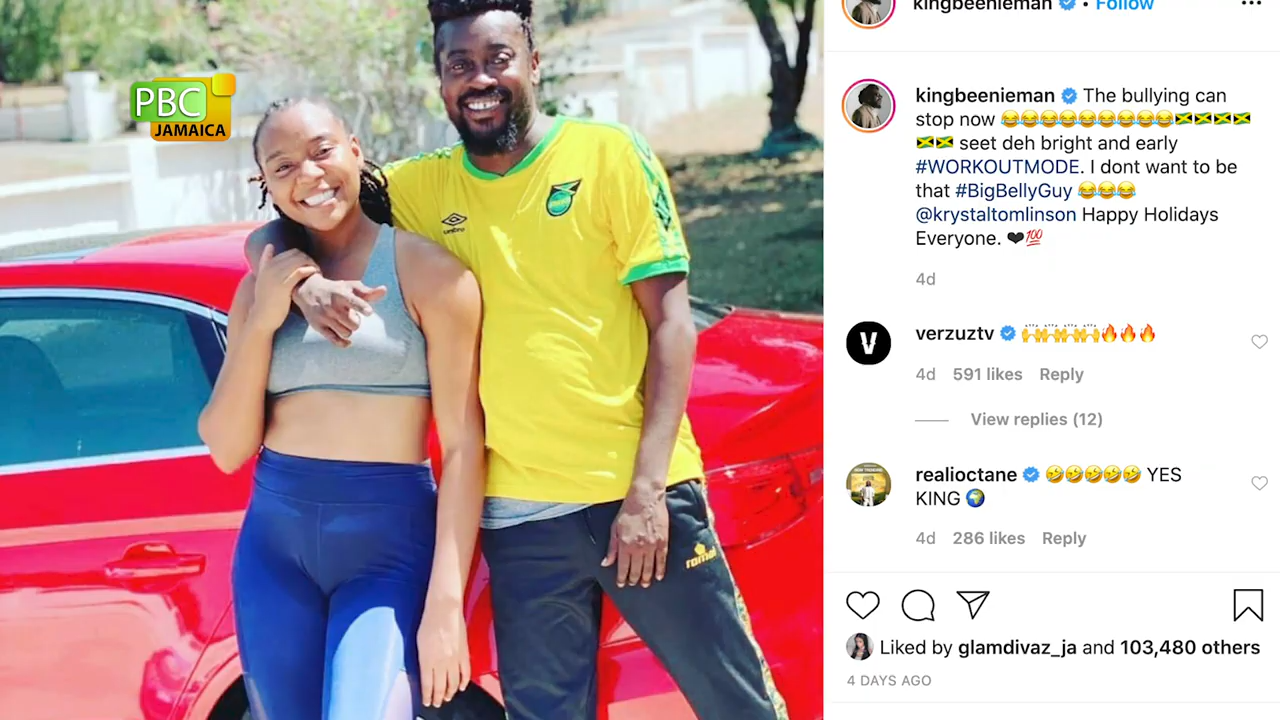 PBC
JAMAICA
umbro
romai
kingbeenieman • Follow
kingbeenieman The bullying can
stop now 😂😂😂😂😂😂😂😂😂🇯🇲🇯🇲🇯🇲🇯🇲
🇯🇲🇯🇲 seet deh bright and early
#WORKOUTMODE. I dont want to be
that #BigBellyGuy 😂😂😂
@krystaltomlinson Happy Holidays
Everyone. ❤💯
4d
verzuztv 🙌🙌🙌🙌🔥🔥🔥
V
4d 591 likes Reply
View replies (12)
realioctane 🤣🤣🤣🤣🤣 YES
KING 🌍
4d 286 likes Reply
Liked by glamdivaz_ja and 103,480 others
4 DAYS AGO